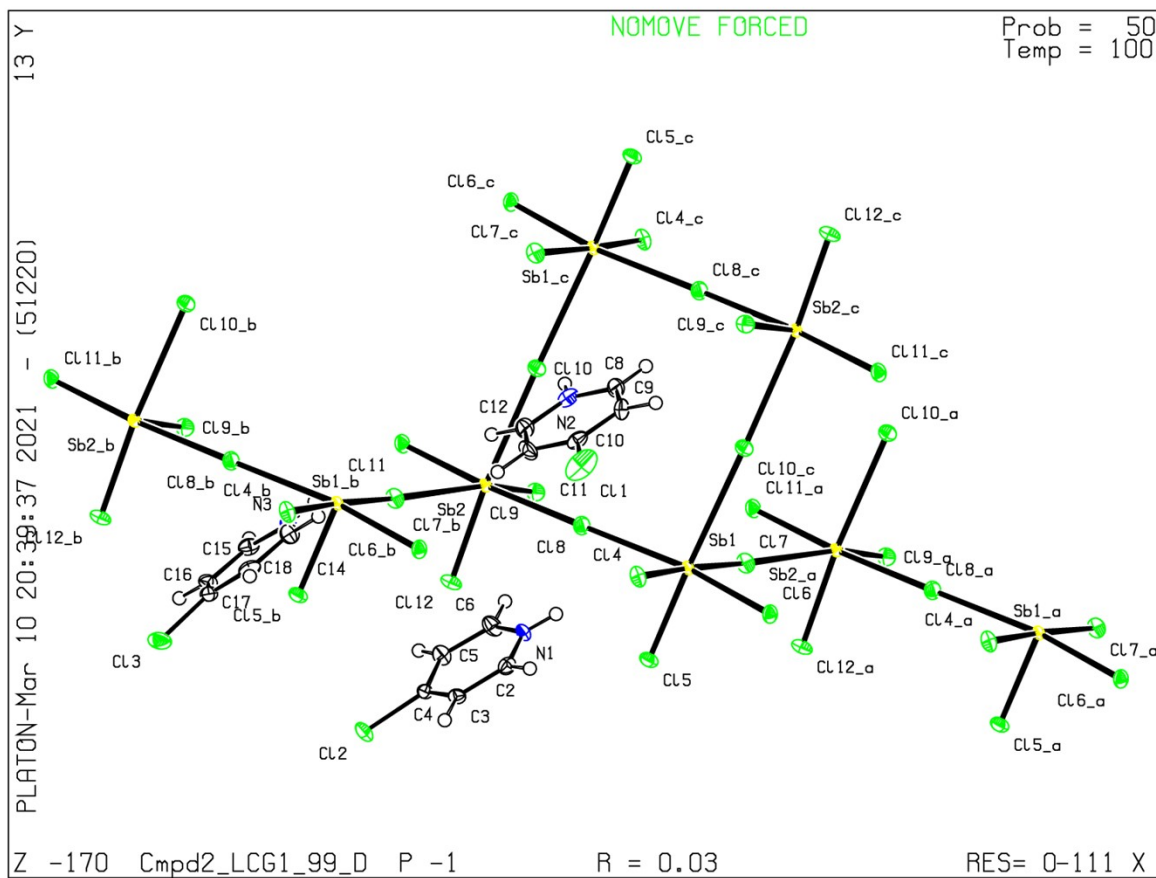 NOMOVE FORCED
Prob = 50
Temp = 100
PLATON-Mar 10 20:39:37 2021 - (51220) 13 Y
Cl5_c
Cl6_c
Cl7_c
Cl4_c
Cl12_c
Sb1_c
Cl8_c
Sb2_c
Cl9_c
Cl11_c
Cl10_b
Cl11_b
Cl10
C8
C9
N2
C12
C10
Cl10_a
Sb2_b
Cl9_b
Cl8_b
Cl4_b
Sb1_b
Cl11
C11
Cl1
Cl10_c
Cl11_a
N3
Sb2
Cl9
Cl7_b
Cl8
Cl4
Sb1
Cl7
Cl9_a
Cl8_a
Cl12_b
C15
C18
Cl6_b
C14
Sb2_a
Cl6
Cl4_a
Sb1_a
C16
C17
Cl5_b
Cl12
C6
Cl3
N1
C5
C2
C4
C3
Cl5
Cl12_a
Cl7_a
Cl6_a
Cl5_a
Cl2
Z -170 Cmpd2_LCG1_99_D P -1 R = 0.03 RES= 0-111 X